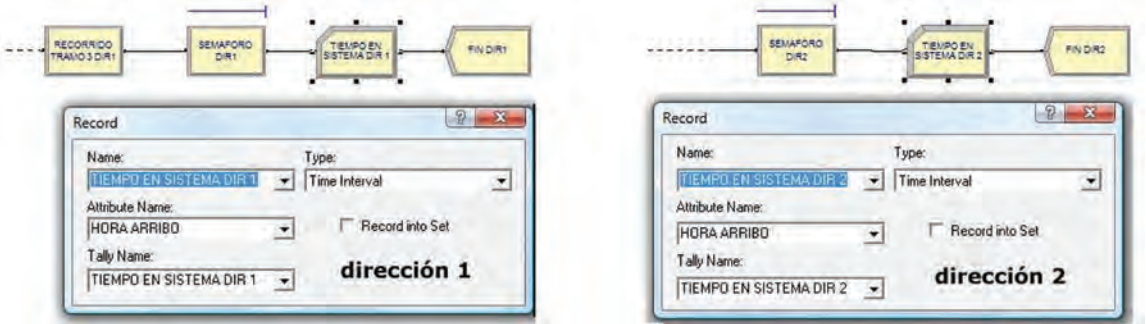 RECORRIDO
TRAMO 3 DIR1
SEMAFORO
DIR1
TIEMPO EN
SISTEMA DIR 1
FIN DIR1
Record
Name:
Type:
TIEMPO EN SISTEMA DIR 1
Time Interval
Attribute Name:
HORA ARRIBO
Record into Set
Tally Name:
TIEMPO EN SISTEMA DIR 1
dirección 1
SEMAFORO
DIR2
TIEMPO EN
SISTEMA DIR 2
FIN DIR2
Record
Name:
Type:
TIEMPO EN SISTEMA DIR 2
Time Interval
Attribute Name:
HORA ARRIBO
Record into Set
Tally Name:
TIEMPO EN SISTEMA DIR 2
dirección 2